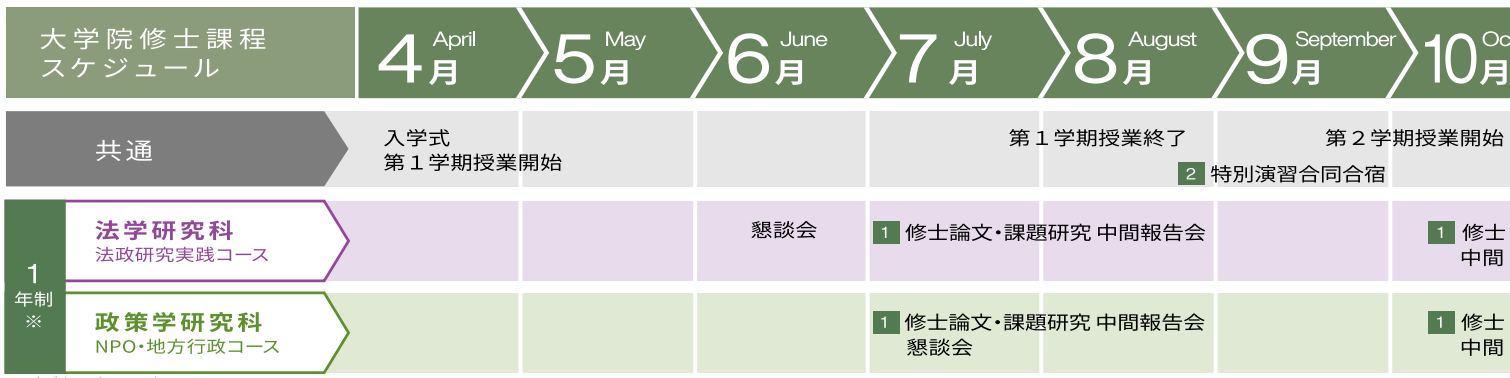 大学院修士課程
スケジュール
4月 April
5月 May
6月 June
7月 July
8月 August
9月 September
10月 Oc
共通
入学式
第1学期授業開始
第1学期授業終了
第2学期授業開始
2 特別演習合同合宿
1
年制
※
法学研究科
法政研究実践コース
懇談会
1 修士論文・課題研究 中間報告会
1 修士
中間
政策学研究科
NPO・地方行政コース
1 修士論文・課題研究 中間報告会
懇談会
1 修士
中間